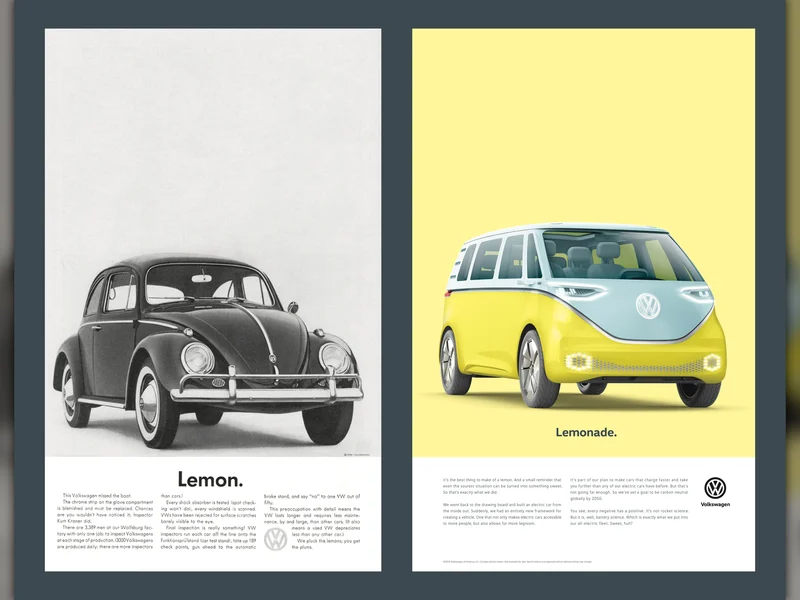 Lemon.
This Volkswagen missed the boat.
The chrome strip on the glove compartment
is blemished and must be replaced. Chances
are you wouldn't have noticed it; Inspector
Kurt Kroner did.
There are 3,389 men at our Wolfsburg fac-
tory with only one job: to inspect Volkswagens
at each stage of production. (3000 Volkswagens
are produced daily; there are more inspectors
than cars.)
Every shock absorber is tested (spot check-
ing won't do), every windshield is scanned.
VWs have been rejected for surface scratches
barely visible to the eye.
Final inspection is really something! VW
inspectors run each car off the line onto the
Funktionsprüfstand (car test stand), tote up 189
check points, gun ahead to the automatic
brake stand, and say "no" to one VW out of
fifty.
This preoccupation with detail means the
VW lasts longer and requires less mainte-
nance, by and large, than other cars. (It also
means a used VW depreciates
less than any other car.)
We pluck the lemons; you get
the plums.
Lemonade.
It's the best thing to make of a lemon. And a small reminder that
even the sourest situation can be turned into something sweet.
So that's exactly what we did.
We went back to the drawing board and built an electric car from
the inside out. Suddenly, we had an entirely new framework for
creating a vehicle. One that not only makes electric cars accessible
to more people, but also allows for more legroom.
It's part of our plan to make cars that charge faster and take
you further than any of our electric cars have before. But that's
not going far enough. So we've set a goal to be carbon neutral
globally by 2050.
You see, every negative has a positive. It's not rocket science.
But it is, well, battery science. Which is exactly what we put into
our all electric fleet. Sweet, huh?
Volkswagen